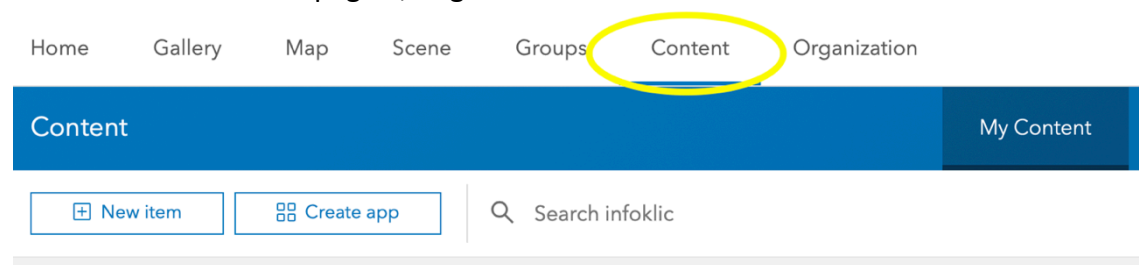 Home Gallery Map Scene Groups Content Organization
Content My Content
New item Create app Search infoklic